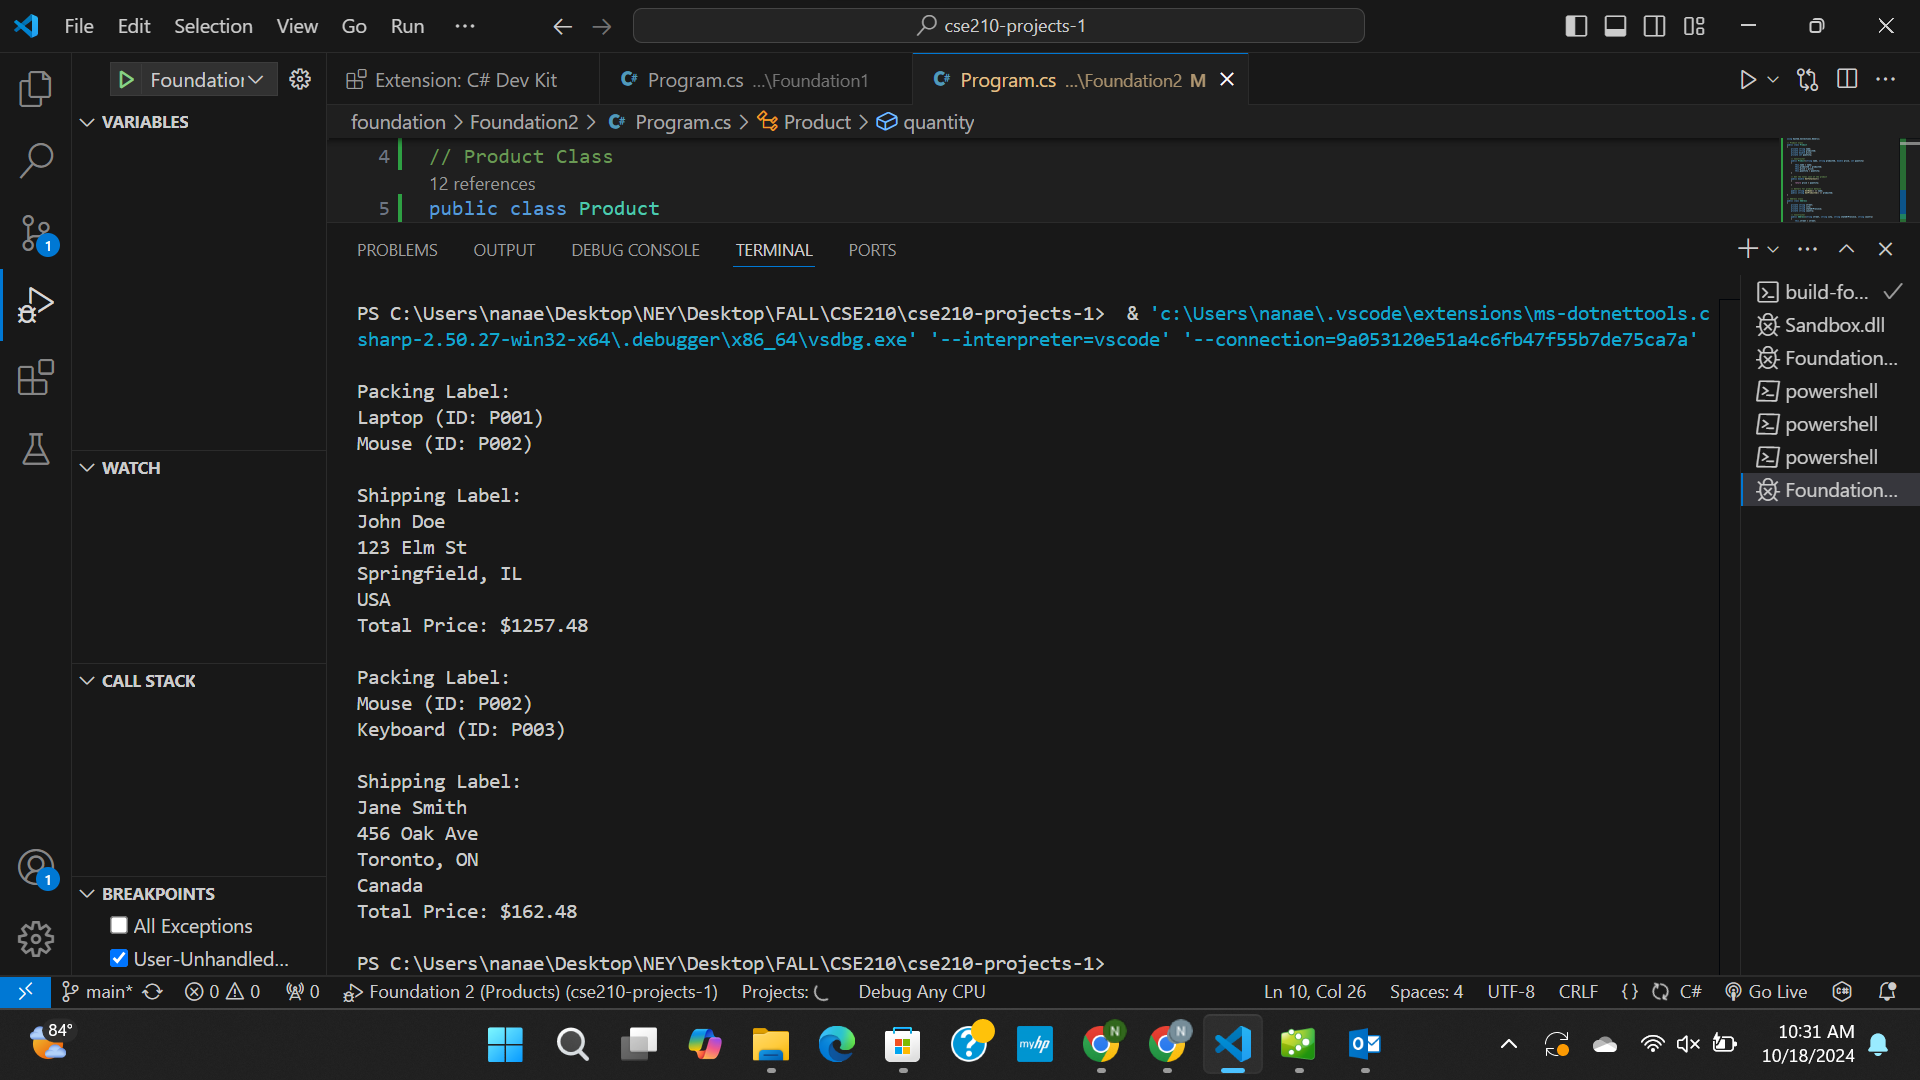 File Edit Selection View Go Run ···
cse210-projects-1
Foundation
Extension: C# Dev Kit
Program.cs ...\Foundation1
Program.cs ...\Foundation2 M
VARIABLES
foundation > Foundation2 > Program.cs > Product > quantity
4 // Product Class
12 references
5 public class Product
PROBLEMS OUTPUT DEBUG CONSOLE TERMINAL PORTS
PS C:\Users\nanae\Desktop\NEY\Desktop\FALL\CSE210\cse210-projects-1>  & 'c:\Users\nanae\.vscode\extensions\ms-dotnettools.c
sharp-2.50.27-win32-x64\.debugger\x86_64\vsdbg.exe' '--interpreter=vscode' '--connection=9a053120e51a4c6fb47f55b7de75ca7a'
Packing Label:
Laptop (ID: P001)
Mouse (ID: P002)
Shipping Label:
John Doe
123 Elm St
Springfield, IL
USA
Total Price: $1257.48
Packing Label:
Mouse (ID: P002)
Keyboard (ID: P003)
Shipping Label:
Jane Smith
456 Oak Ave
Toronto, ON
Canada
Total Price: $162.48
PS C:\Users\nanae\Desktop\NEY\Desktop\FALL\CSE210\cse210-projects-1>
build-fo...
Sandbox.dll
Foundation...
powershell
powershell
powershell
Foundation...
WATCH
CALL STACK
BREAKPOINTS
All Exceptions
User-Unhandled...
1
1
main* 0 0 0 Foundation 2 (Products) (cse210-projects-1) Projects: Debug Any CPU
Ln 10, Col 26 Spaces: 4 UTF-8 CRLF {} C# Go Live
84°
myhp
N
N
10:31 AM
10/18/2024